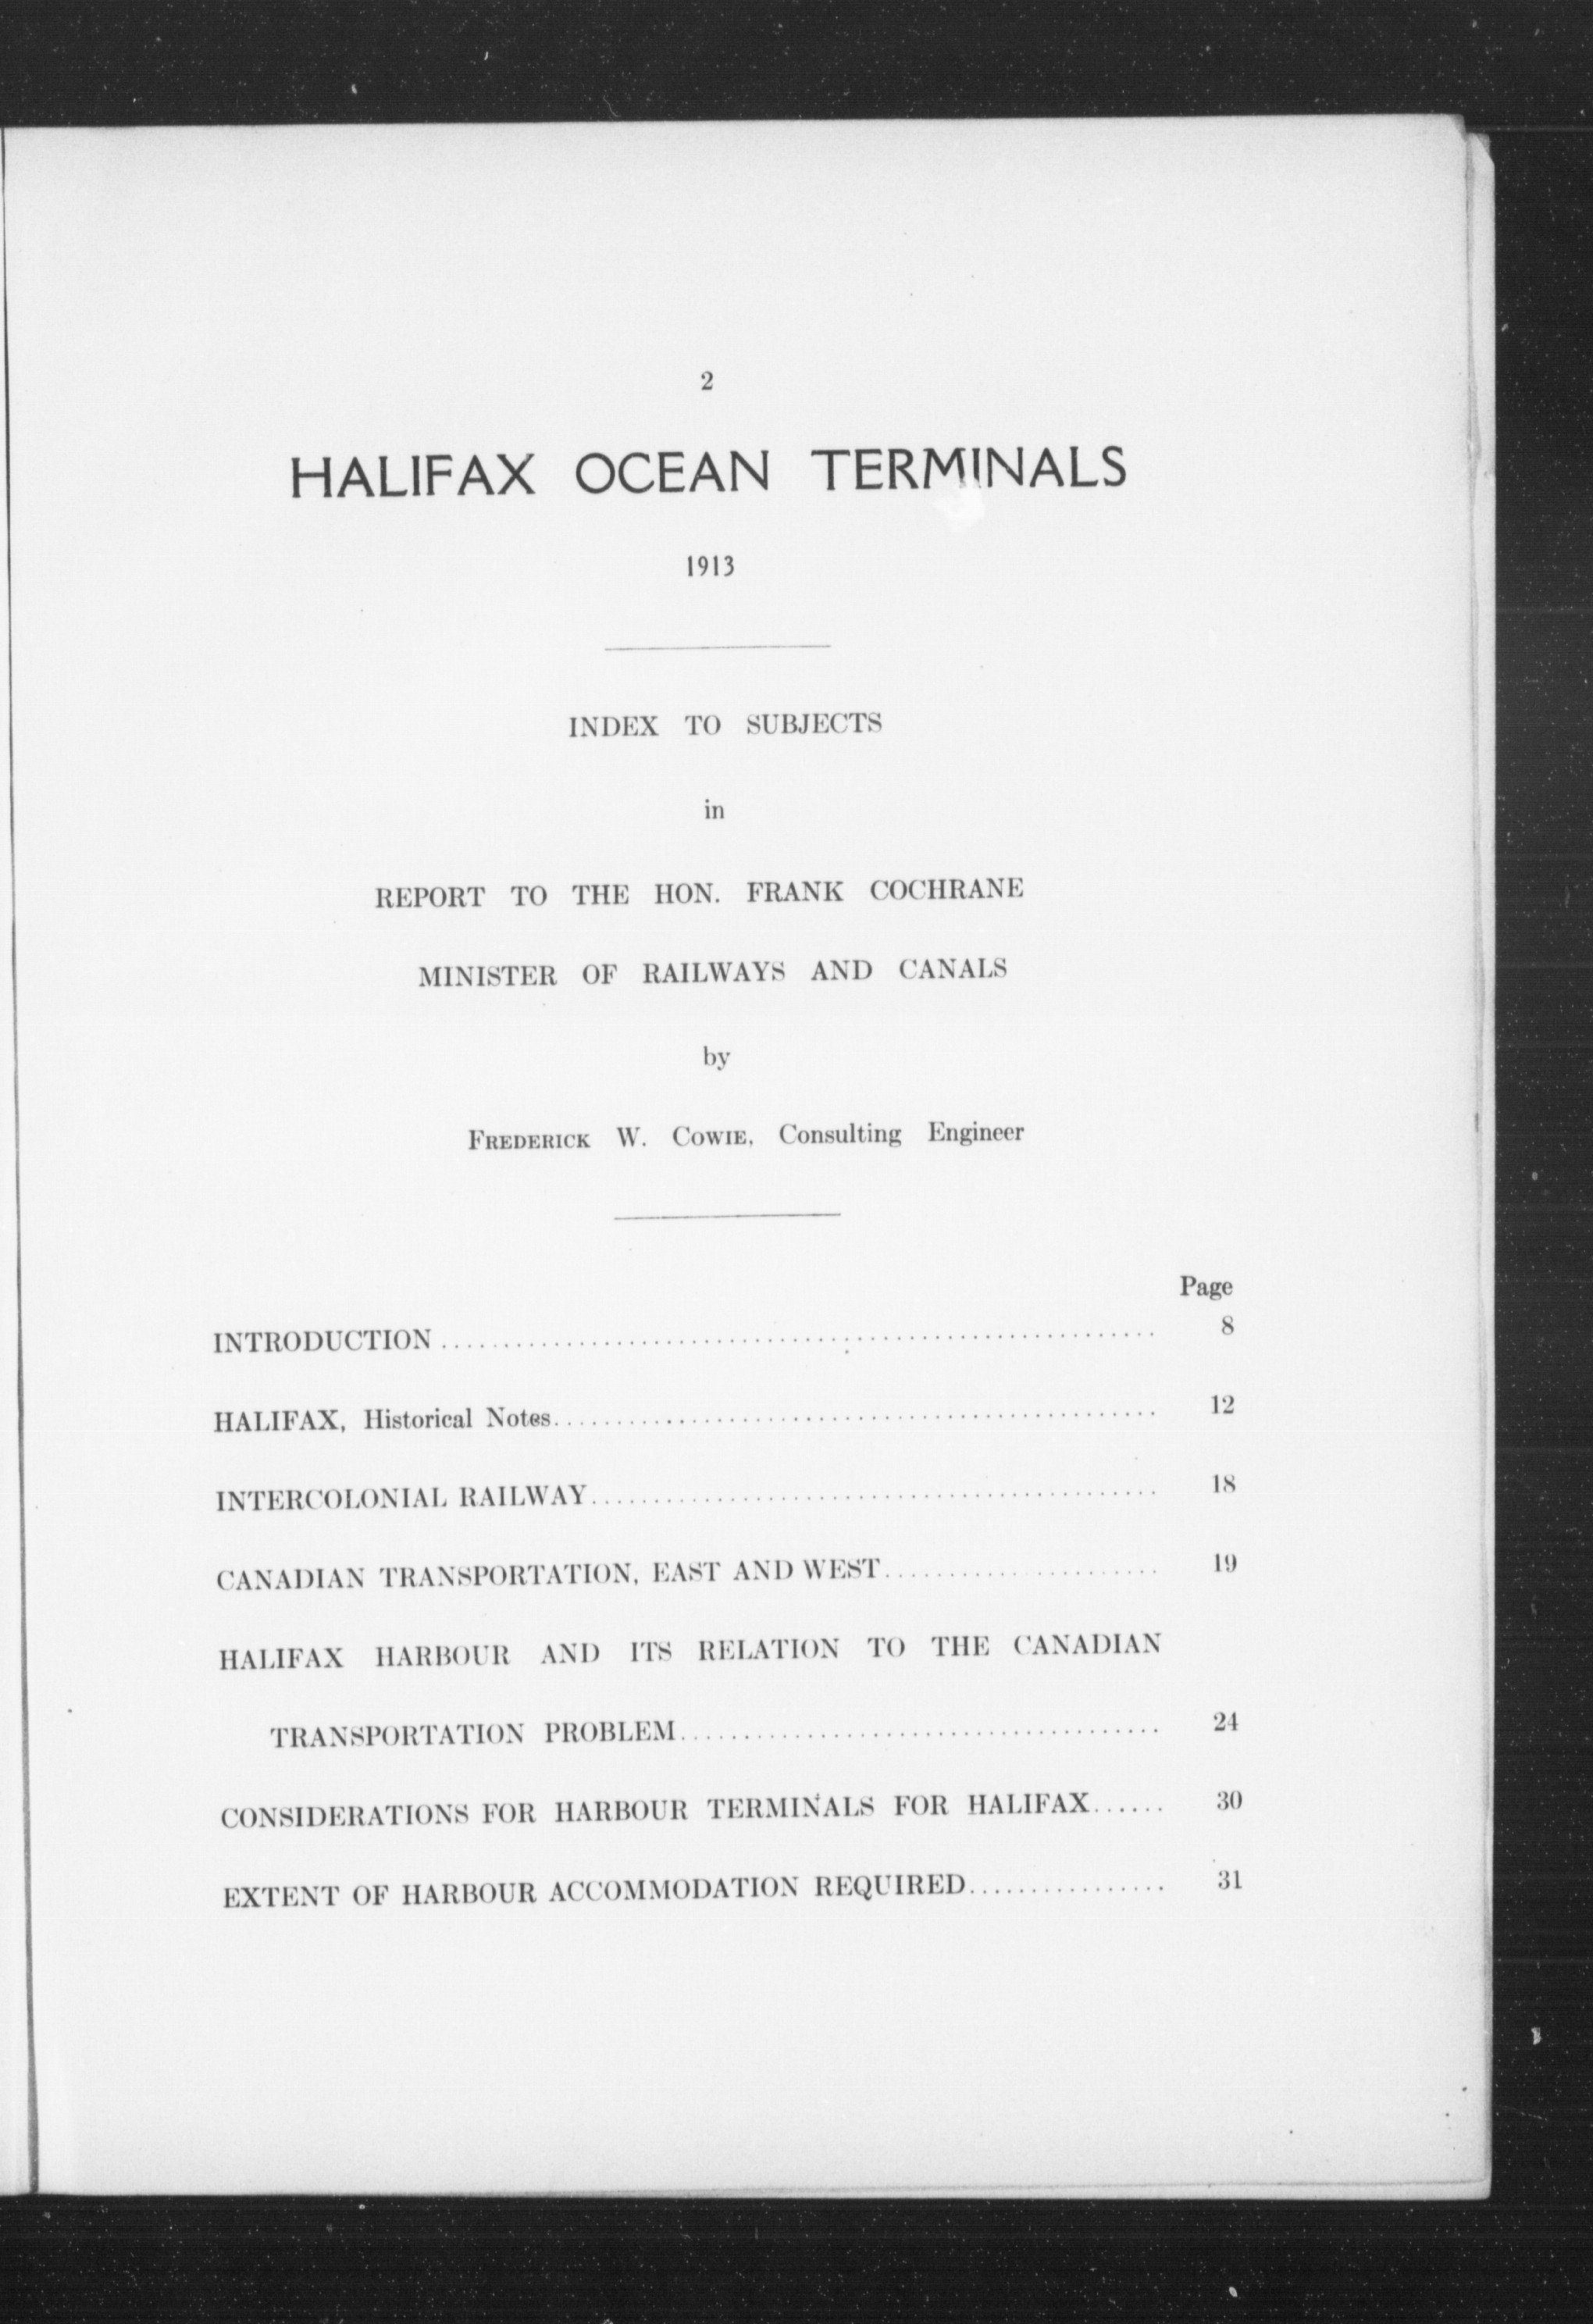 2
HALIFAX OCEAN TERMINALS
1913
INDEX TO SUBJECTS
in
REPORT TO THE HON. FRANK COCHRANE
MINISTER OF RAILWAYS AND CANALS
by
FREDERICK W. COWIE, Consulting Engineer
Page
INTRODUCTION 8
HALIFAX, Historical Notes 12
INTERCOLONIAL RAILWAY 18
CANADIAN TRANSPORTATION, EAST AND WEST 19
HALIFAX HARBOUR AND ITS RELATION TO THE CANADIAN
TRANSPORTATION PROBLEM 24
CONSIDERATIONS FOR HARBOUR TERMINALS FOR HALIFAX 30
EXTENT OF HARBOUR ACCOMMODATION REQUIRED 31